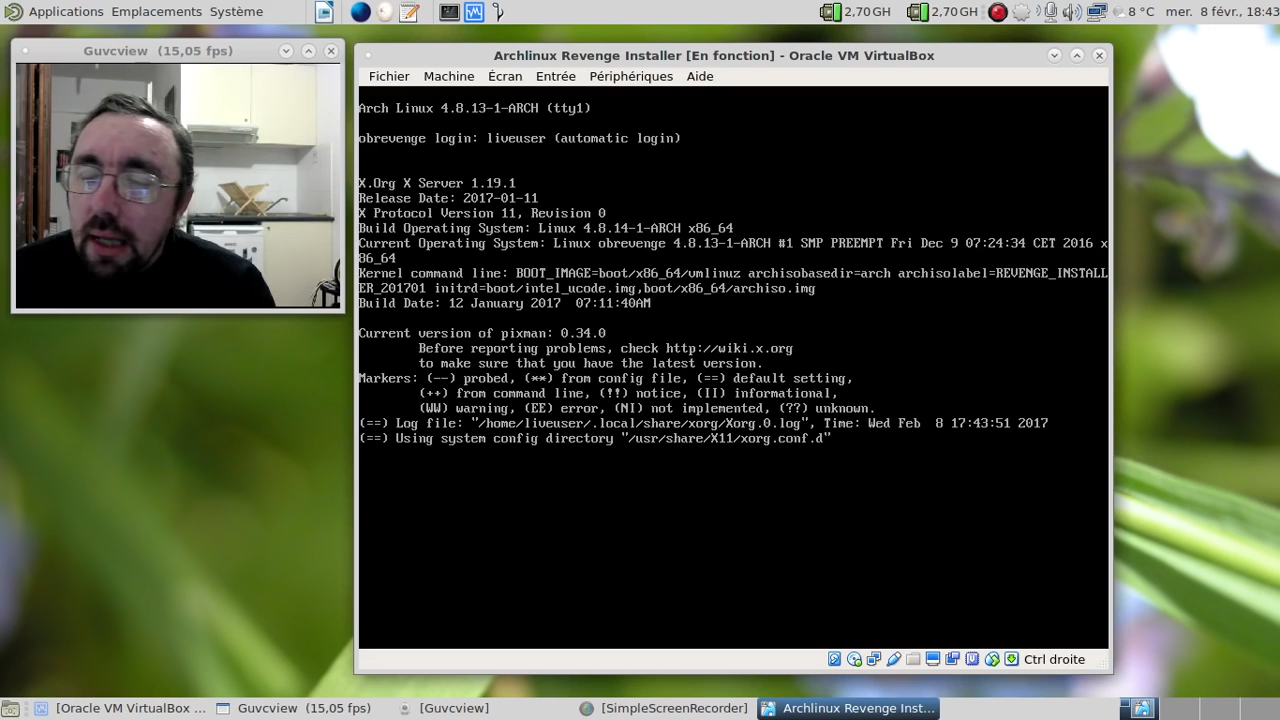 Applications Emplacements Système
2,70 GH 2,70 GH 8 °C mer. 8 févr., 18:43
Guvcview (15,05 fps)
Archlinux Revenge Installer [En fonction] - Oracle VM VirtualBox
Fichier Machine Écran Entrée Périphériques Aide
Arch Linux 4.8.13-1-ARCH (tty1)
obrevenge login: liveuser (automatic login)
X.Org X Server 1.19.1
Release Date: 2017-01-11
X Protocol Version 11, Revision 0
Build Operating System: Linux 4.8.14-1-ARCH x86_64
Current Operating System: Linux obrevenge 4.8.13-1-ARCH #1 SMP PREEMPT Fri Dec 9 07:24:34 CET 2016 x
86_64
Kernel command line: BOOT_IMAGE=boot/x86_64/vmlinuz archisobasedir=arch archisolabel=REVENGE_INSTALL
ER_201701 initrd=boot/intel_ucode.img,boot/x86_64/archiso.img
Build Date: 12 January 2017  07:11:40AM
Current version of pixman: 0.34.0
Before reporting problems, check http://wiki.x.org
to make sure that you have the latest version.
Markers: (--) probed, (**) from config file, (==) default setting,
(++) from command line, (!!) notice, (II) informational,
(WW) warning, (EE) error, (NI) not implemented, (??) unknown.
(==) Log file: "/home/liveuser/.local/share/xorg/Xorg.0.log", Time: Wed Feb  8 17:43:51 2017
(==) Using system config directory "/usr/share/X11/xorg.conf.d"
Ctrl droite
[Oracle VM VirtualBox ... Guvcview (15,05 fps) [Guvcview] [SimpleScreenRecorder] Archlinux Revenge Inst...